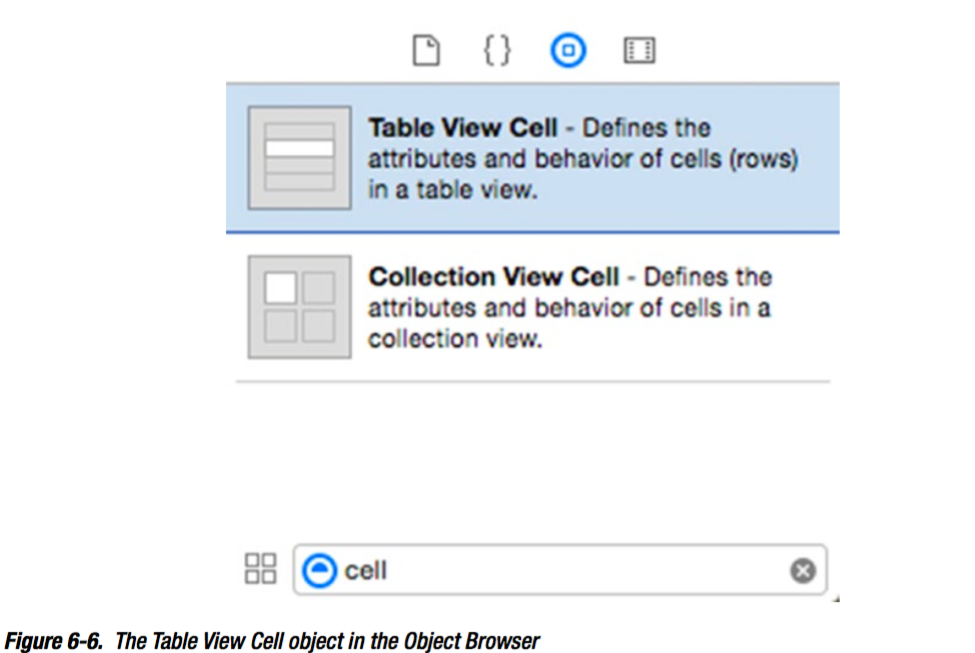 {}
Table View Cell - Defines the
attributes and behavior of cells (rows)
in a table view.
Collection View Cell - Defines the
attributes and behavior of cells in a
collection view.
cell
Figure 6-6. The Table View Cell object in the Object Browser